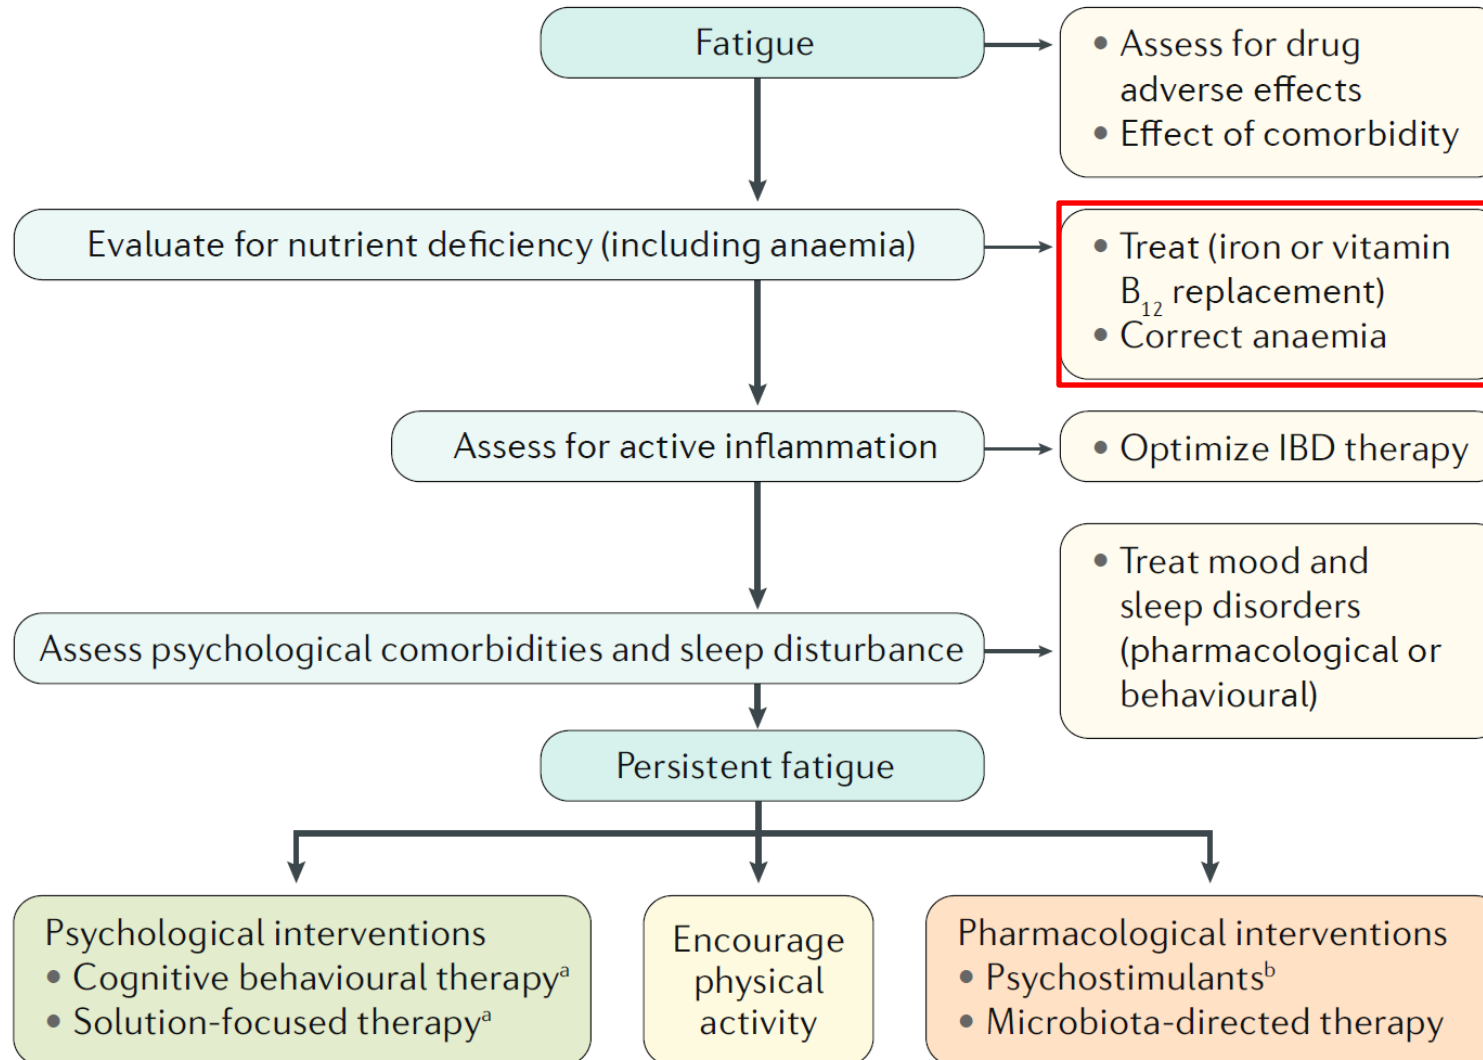 Fatigue
• Assess for drug
adverse effects
• Effect of comorbidity
Evaluate for nutrient deficiency (including anaemia)
• Treat (iron or vitamin
B₁₂ replacement)
• Correct anaemia
Assess for active inflammation
• Optimize IBD therapy
Assess psychological comorbidities and sleep disturbance
• Treat mood and
sleep disorders
(pharmacological or
behavioural)
Persistent fatigue
Psychological interventions
• Cognitive behavioural therapyᵃ
• Solution-focused therapyᵃ
Encourage
physical
activity
Pharmacological interventions
• Psychostimulantsᵇ
• Microbiota-directed therapy